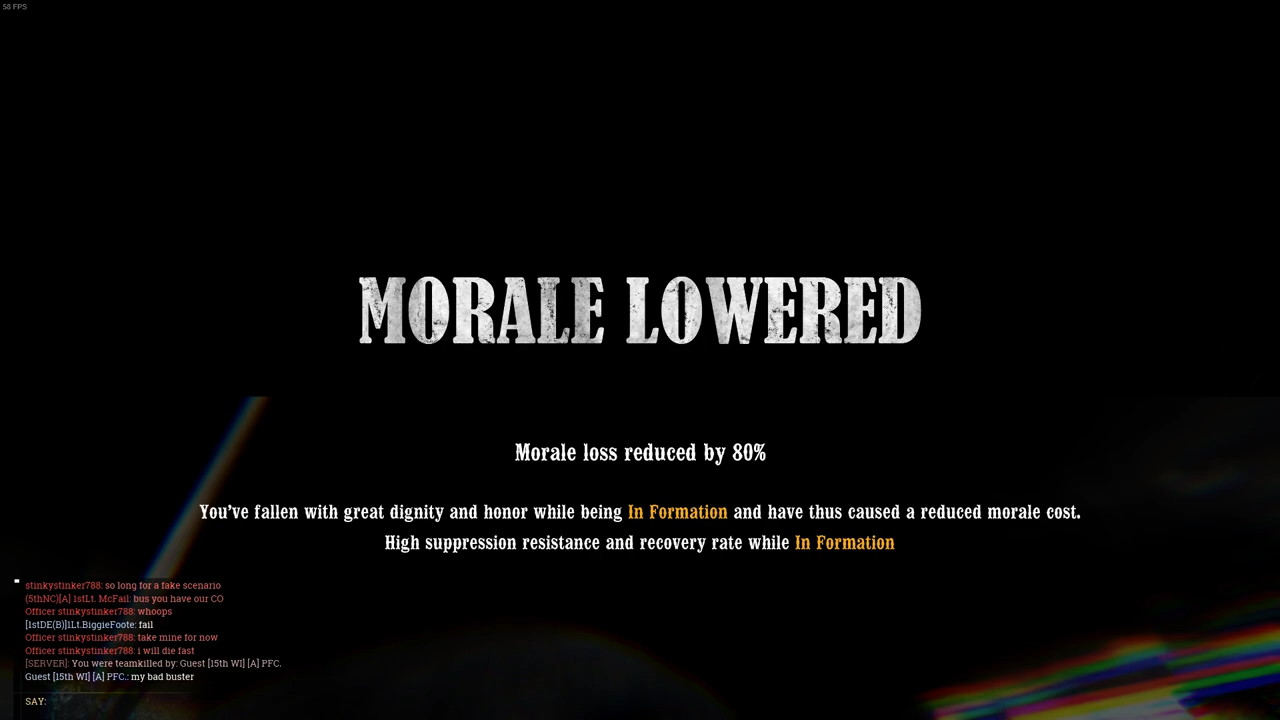 58 FPS
MORALE LOWERED
Morale loss reduced by 80%
You've fallen with great dignity and honor while being In Formation and have thus caused a reduced morale cost.
High suppression resistance and recovery rate while In Formation
stinkystinker788: so long for a fake scenario
(5thNC)[A] 1stLt. McFail: bus you have our CO
Officer stinkystinker788: whoops
[1stDE(B)]1Lt.BiggieFoote: fail
Officer stinkystinker788: take mine for now
Officer stinkystinker788: i will die fast
[SERVER]: You were teamkilled by: Guest [15th WI] [A] PFC.
Guest [15th WI] [A] PFC.: my bad buster
SAY: